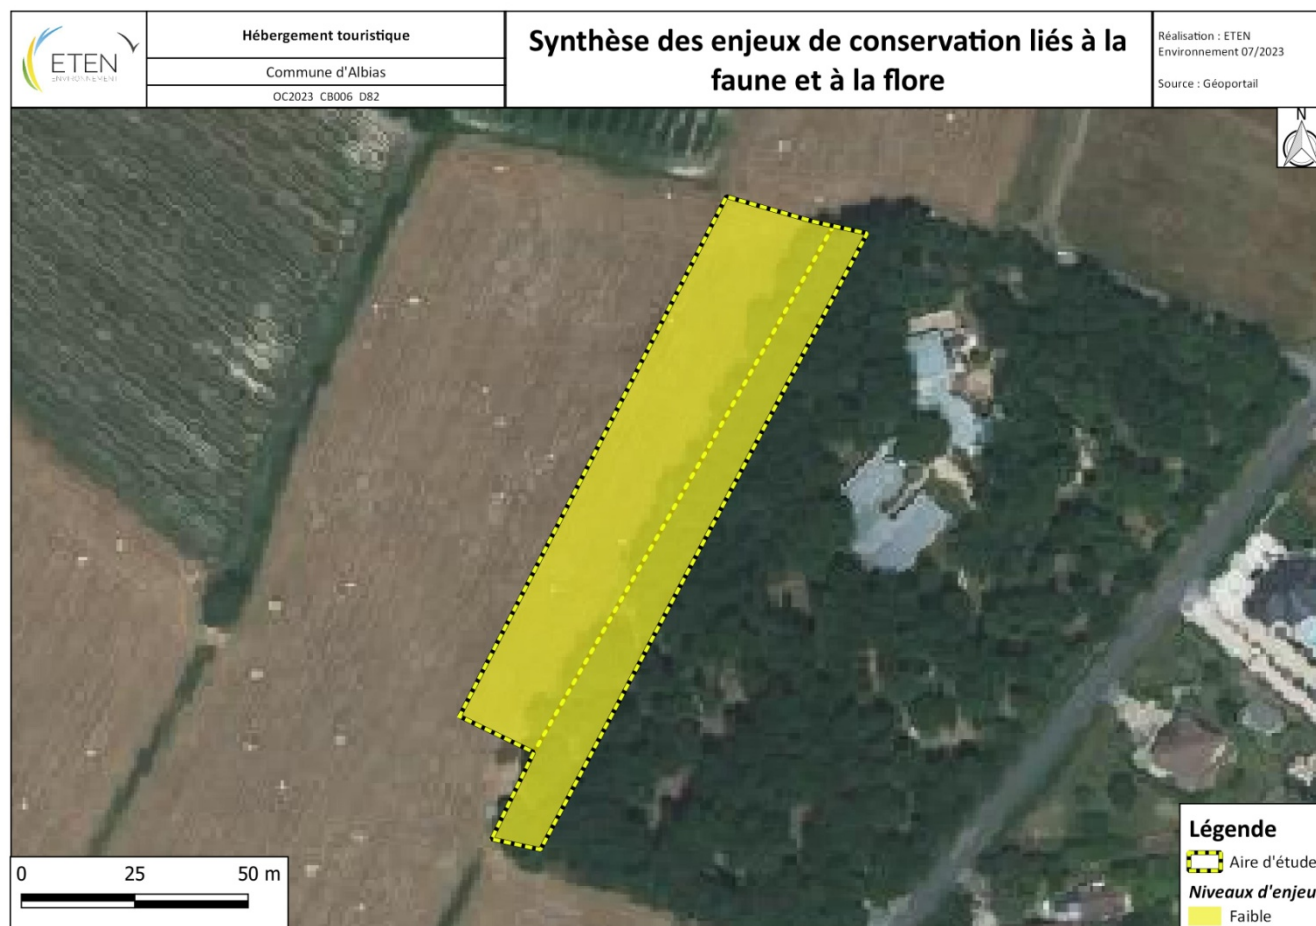 ETEN
ENVIRONNEMENT
Hébergement touristique
Commune d'Albias
OC2023 CB006 D82
Synthèse des enjeux de conservation liés à la
faune et à la flore
Réalisation : ETEN
Environnement 07/2023
Source : Géoportail
N
0 25 50 m
Légende
Aire d'étude
Niveaux d'enjeu
Faible